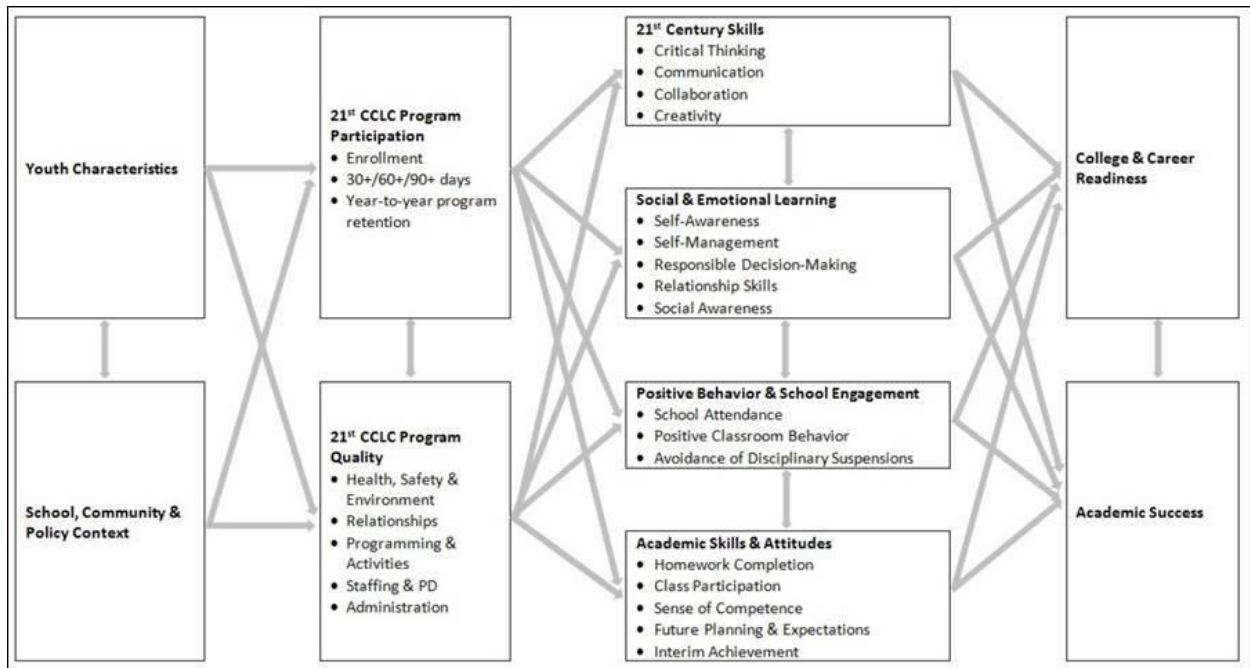 Youth Characteristics
School, Community &
Policy Context
21st CCLC Program
Participation
• Enrollment
• 30+/60+/90+ days
• Year-to-year program
retention
21st CCLC Program
Quality
• Health, Safety &
Environment
• Relationships
• Programming &
Activities
• Staffing & PD
• Administration
21st Century Skills
• Critical Thinking
• Communication
• Collaboration
• Creativity
Social & Emotional Learning
• Self-Awareness
• Self-Management
• Responsible Decision-Making
• Relationship Skills
• Social Awareness
Positive Behavior & School Engagement
• School Attendance
• Positive Classroom Behavior
• Avoidance of Disciplinary Suspensions
Academic Skills & Attitudes
• Homework Completion
• Class Participation
• Sense of Competence
• Future Planning & Expectations
• Interim Achievement
College & Career
Readiness
Academic Success